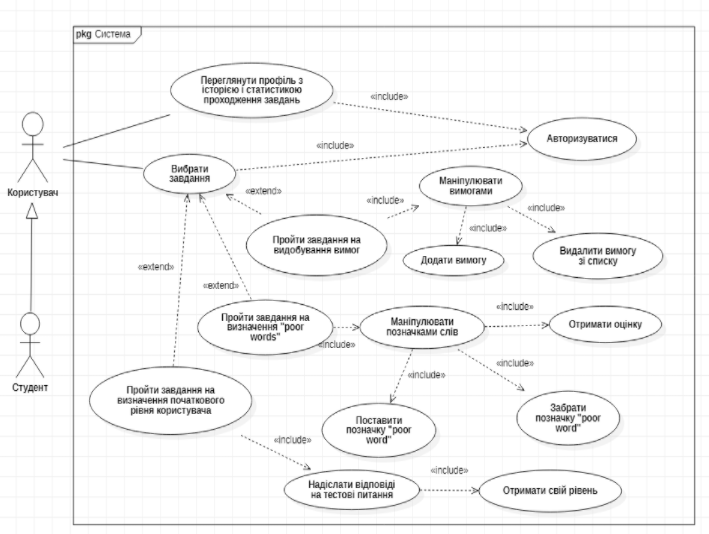 pkg Система
Переглянути профіль з
історією і статистикою
проходження завдань
«include»
Авторизуватися
«include»
Користувач
Вибрати
завдання
«extend»
Маніпулювати
вимогами
«include»
«include»
«include»
Пройти завдання на
видобування вимог
Додати вимогу
Видалити вимогу
зі списку
«extend»
«extend»
Пройти завдання на
визначення "poor
words"
«include»
Маніпулювати
позначками слів
«include»
Отримати оцінку
Студент
Пройти завдання на
визначення початкового
рівня користувача
«include»
«include»
Поставити
позначку "poor
word"
Забрати
позначку "poor
word"
«include»
Надіслати відповіді
на тестові питання
«include»
Отримати свій рівень